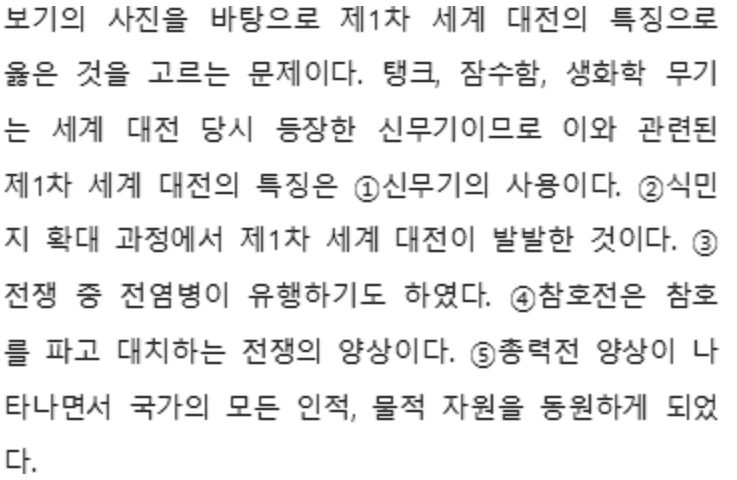 보기의 사진을 바탕으로 제1차 세계 대전의 특징으로
옳은 것을 고르는 문제이다. 탱크, 잠수함, 생화학 무기
는 세계 대전 당시 등장한 신무기이므로 이와 관련된
제1차 세계 대전의 특징은 ①신무기의 사용이다. ②식민
지 확대 과정에서 제1차 세계 대전이 발발한 것이다. ③
전쟁 중 전염병이 유행하기도 하였다. ④참호전은 참호
를 파고 대치하는 전쟁의 양상이다. ⑤총력전 양상이 나
타나면서 국가의 모든 인적, 물적 자원을 동원하게 되었
다.